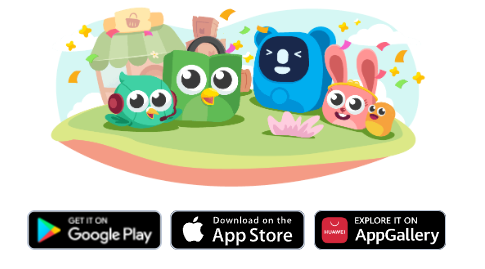 GET IT ON
Google Play
Download on the
App Store
HUAWEI
EXPLORE IT ON
AppGallery